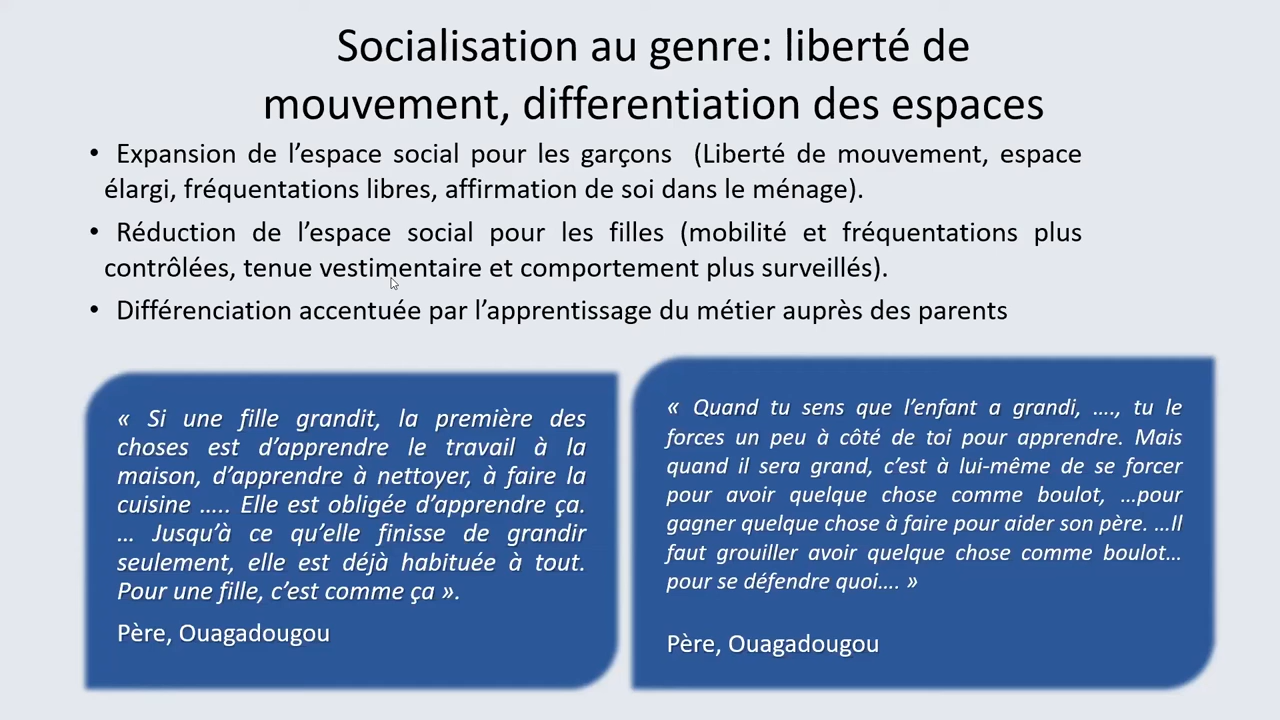 Socialisation au genre: liberté de
mouvement, differentiation des espaces
• Expansion de l’espace social pour les garçons (Liberté de mouvement, espace
élargi, fréquentations libres, affirmation de soi dans le ménage).
• Réduction de l’espace social pour les filles (mobilité et fréquentations plus
contrôlées, tenue vestimentaire et comportement plus surveillés).
• Différenciation accentuée par l’apprentissage du métier auprès des parents
« Si une fille grandit, la première des
choses est d’apprendre le travail à la
maison, d’apprendre à nettoyer, à faire la
cuisine ….. Elle est obligée d’apprendre ça.
… Jusqu’à ce qu’elle finisse de grandir
seulement, elle est déjà habituée à tout.
Pour une fille, c’est comme ça ».
Père, Ouagadougou
« Quand tu sens que l’enfant a grandi, …., tu le
forces un peu à côté de toi pour apprendre. Mais
quand il sera grand, c’est à lui-même de se forcer
pour avoir quelque chose comme boulot, …pour
gagner quelque chose à faire pour aider son père. …Il
faut grouiller avoir quelque chose comme boulot…
pour se défendre quoi…. »
Père, Ouagadougou